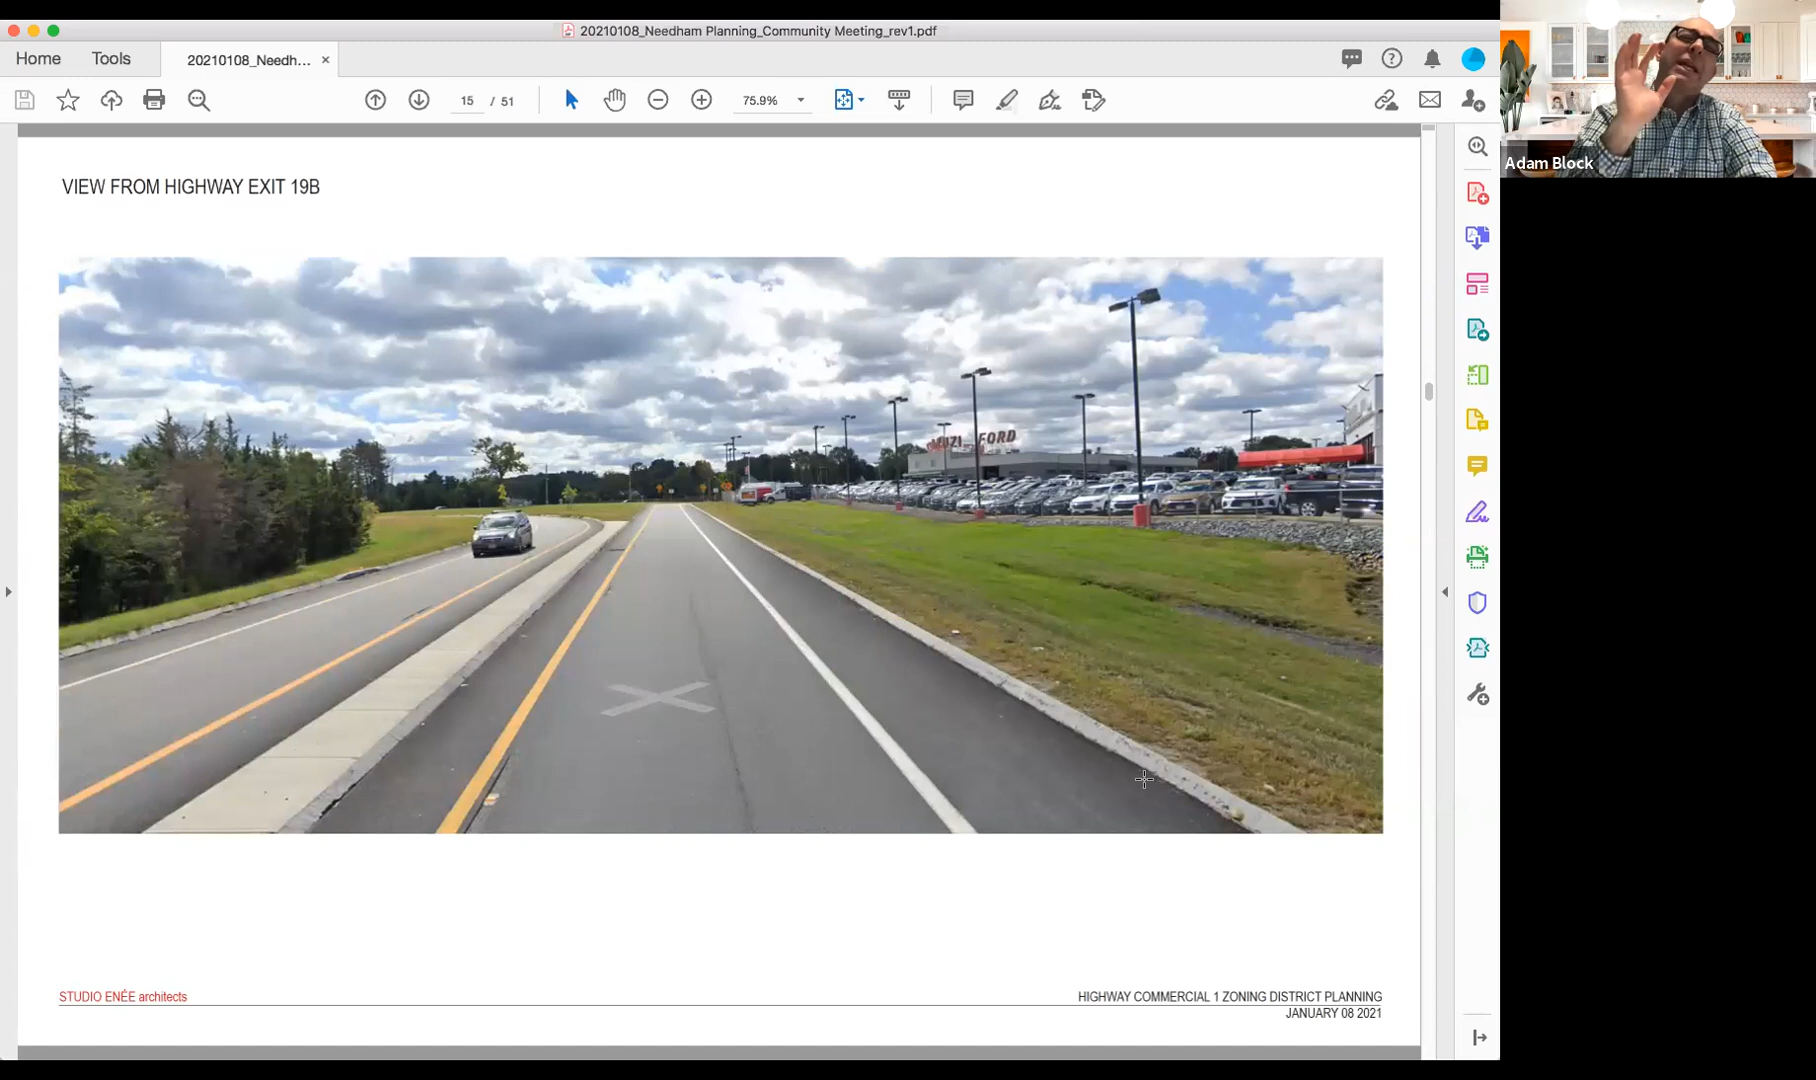 20210108_Needham Planning_Community Meeting_rev1.pdf
Home
Tools
20210108_Needh...
15 / 51
75.9%
Adam Block
VIEW FROM HIGHWAY EXIT 19B
MUZI FORD
STUDIO ENÉE architects
HIGHWAY COMMERCIAL 1 ZONING DISTRICT PLANNING
JANUARY 08 2021